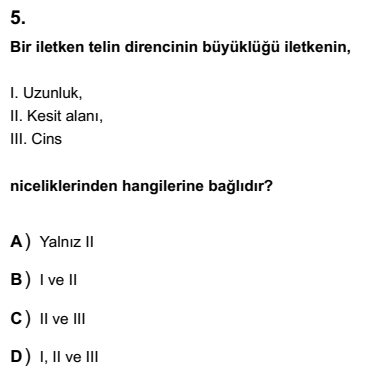 5.
Bir iletken telin direncinin büyüklüğü iletkenin,
I. Uzunluk,
II. Kesit alanı,
III. Cins
niceliklerinden hangilerine bağlıdır?
A) Yalnız II
B) I ve II
C) II ve III
D) I, II ve III